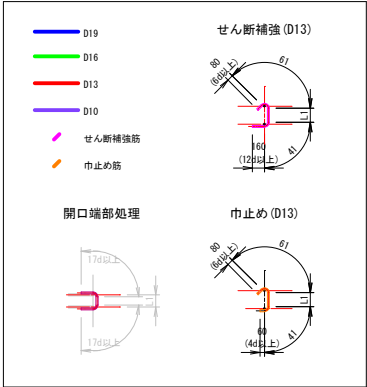 D19
D16
D13
D10
せん断補強筋
巾止め筋
せん断補強(D13)
80
(6d以上)
61
L1
160
(12d以上)
41
開口端部処理
17d以上
L1
17d以上
巾止め(D13)
80
(6d以上)
61
L1
60
(4d以上)
41